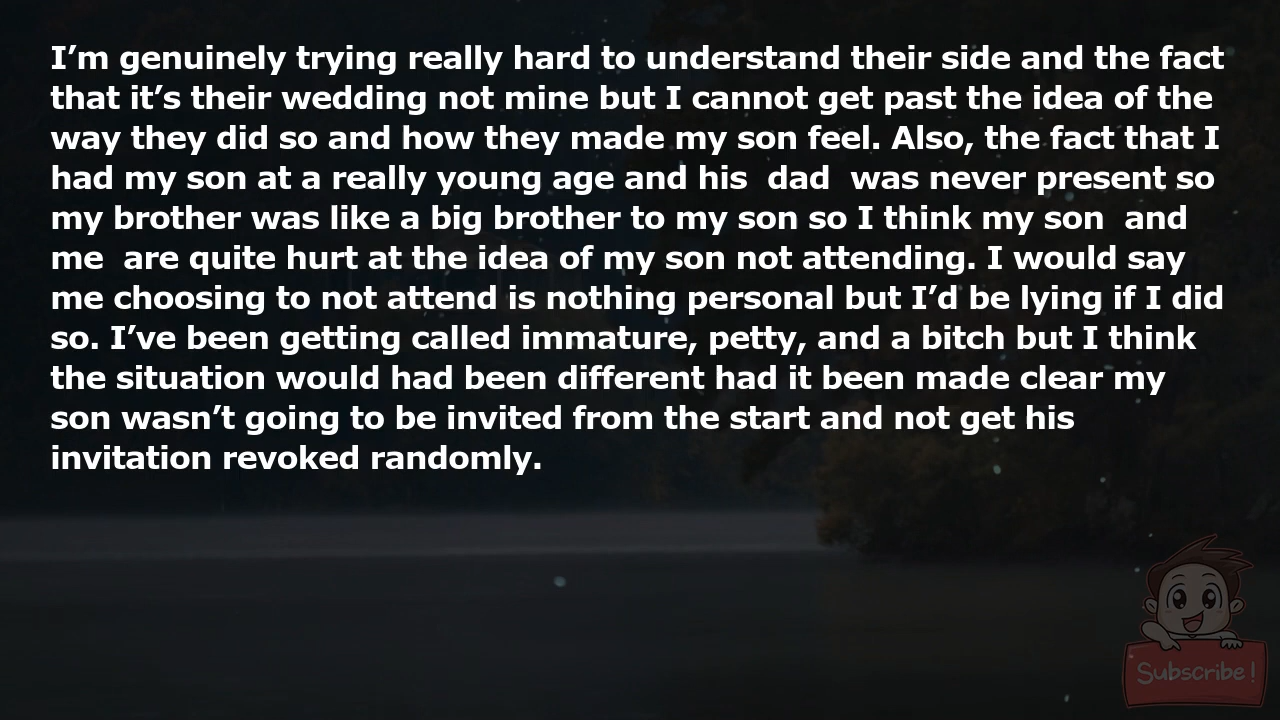 I’m genuinely trying really hard to understand their side and the fact
that it’s their wedding not mine but I cannot get past the idea of the
way they did so and how they made my son feel. Also, the fact that I
had my son at a really young age and his  dad  was never present so
my brother was like a big brother to my son so I think my son  and
me  are quite hurt at the idea of my son not attending. I would say
me choosing to not attend is nothing personal but I’d be lying if I did
so. I’ve been getting called immature, petty, and a bitch but I think
the situation would had been different had it been made clear my
son wasn’t going to be invited from the start and not get his
invitation revoked randomly.
Subscribe!